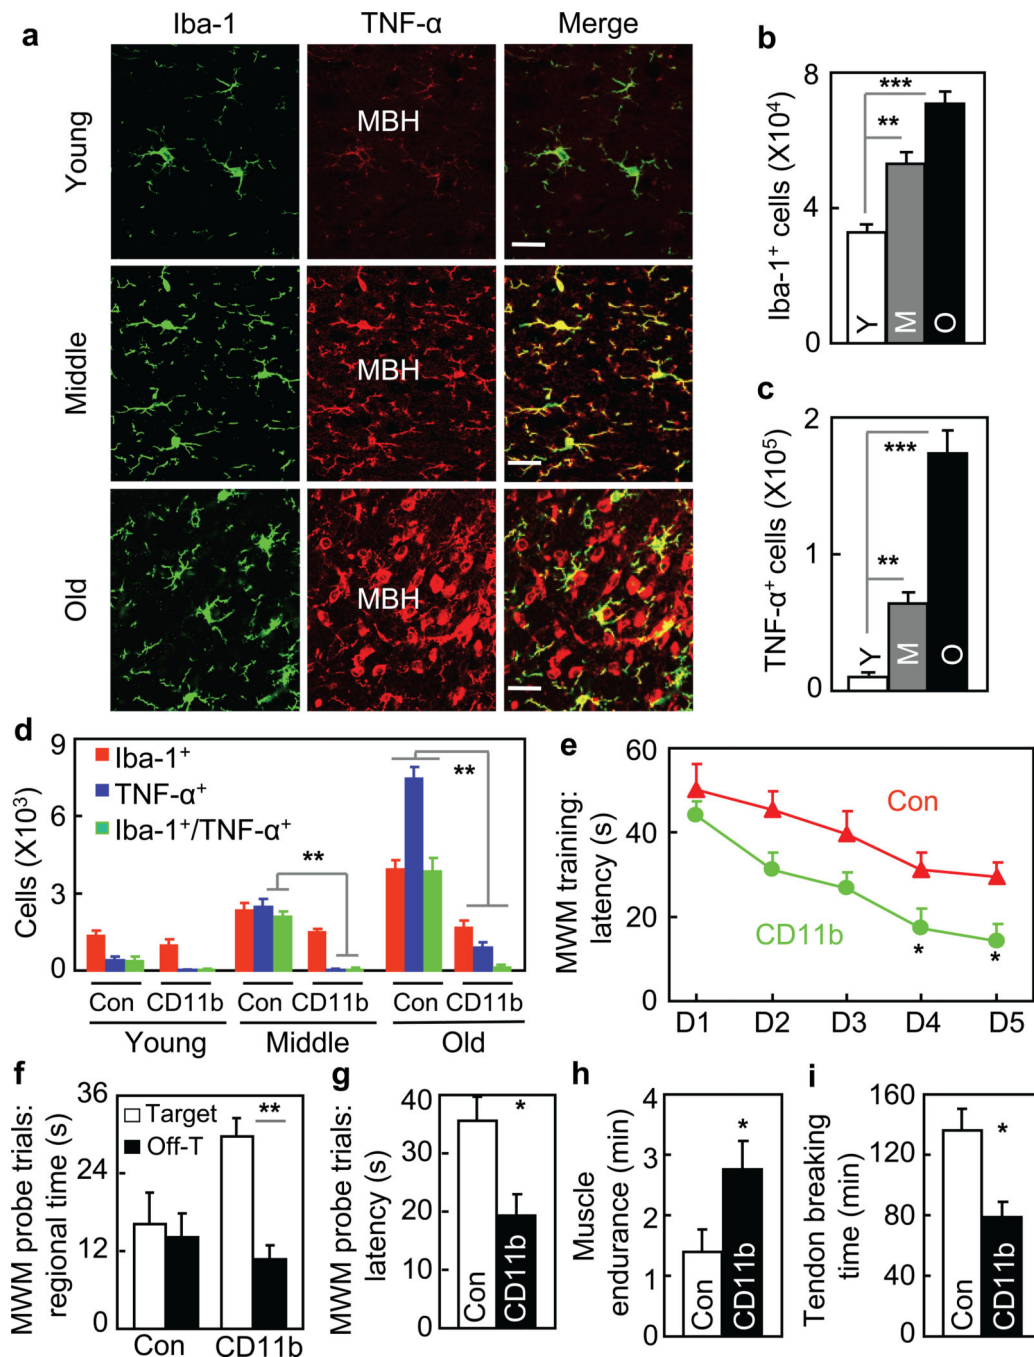 a
Iba-1 TNF-α Merge
Young
MBH
Middle
MBH
Old
MBH
b
Iba-1⁺ cells (X10⁴)
8
4
0
***
**
Y M O
c
TNF-α⁺ cells (X10⁵)
2
1
0
***
**
Y M O
d
Cells (X10³)
9
6
3
0
Iba-1⁺
TNF-α⁺
Iba-1⁺/TNF-α⁺
**
**
Con CD11b Con CD11b Con CD11b
Young Middle Old
e
MWM training:
latency (s)
60
40
20
0
Con
CD11b
* *
D1 D2 D3 D4 D5
f
MWM probe trials:
regional time (s)
36
24
12
0
Target
Off-T
**
Con CD11b
g
MWM probe trials:
latency (s)
40
30
20
10
0
*
Con CD11b
h
Muscle
endurance (min)
4
3
2
1
0
*
Con CD11b
i
Tendon breaking
time (min)
160
120
80
40
0
*
Con CD11b